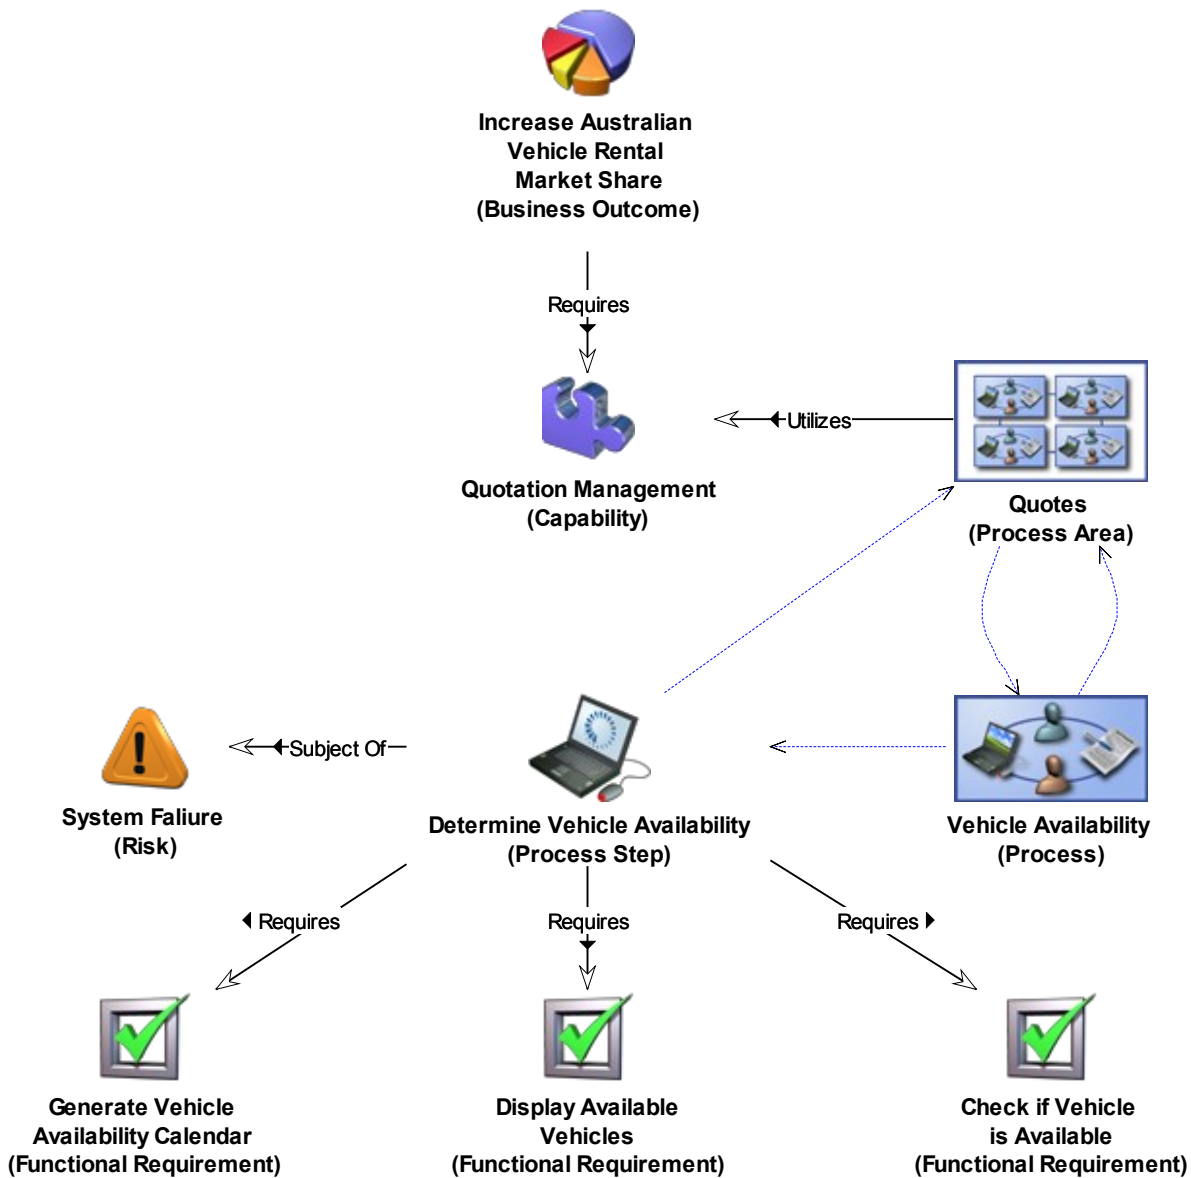 Increase Australian
Vehicle Rental
Market Share
(Business Outcome)
Requires
Utilizes
Quotation Management
(Capability)
Quotes
(Process Area)
Subject Of
System Faliure
(Risk)
Determine Vehicle Availability
(Process Step)
Vehicle Availability
(Process)
Requires
Requires
Requires
Generate Vehicle
Availability Calendar
(Functional Requirement)
Display Available
Vehicles
(Functional Requirement)
Check if Vehicle
is Available
(Functional Requirement)